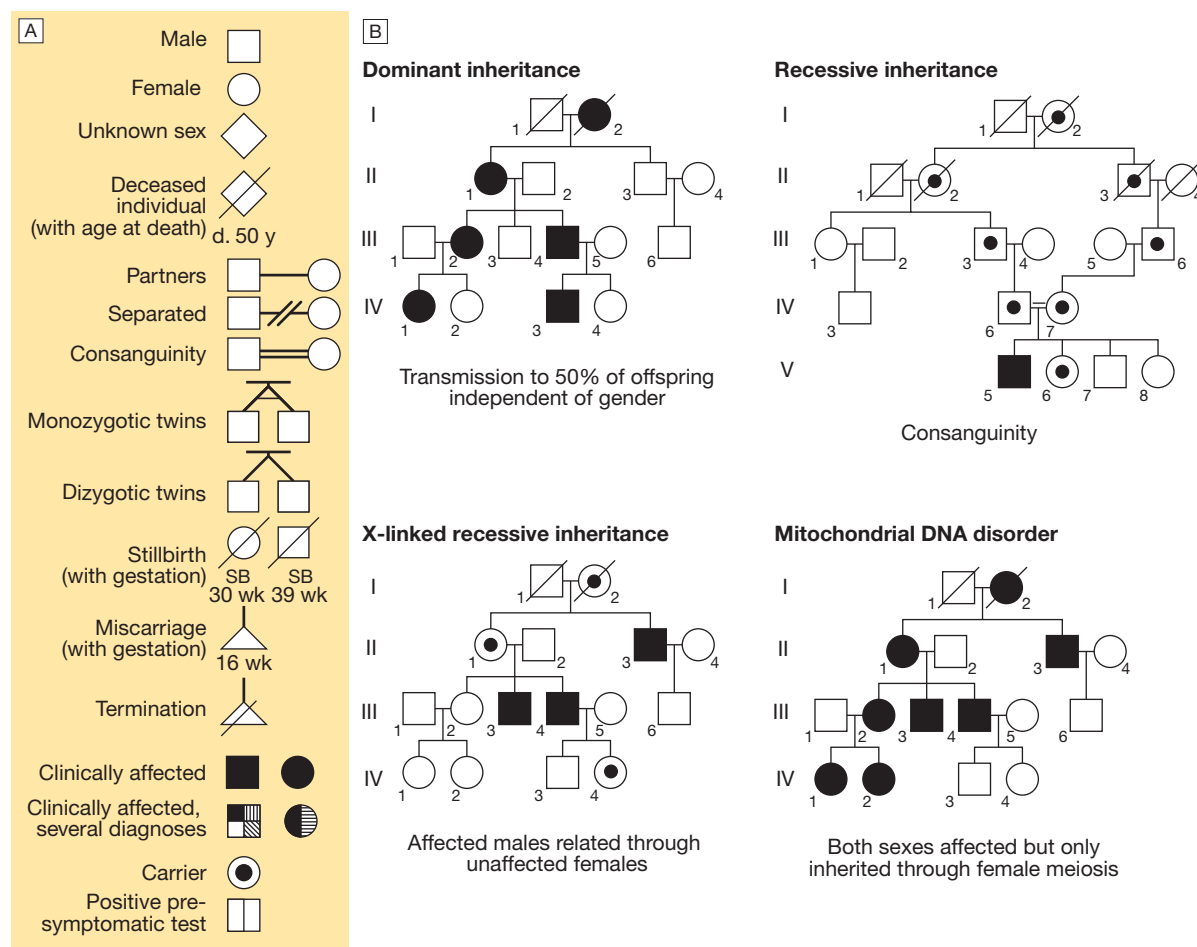 A
Male
Female
Unknown sex
Deceased
individual
(with age at death)
d. 50 y
Partners
Separated
Consanguinity
Monozygotic twins
Dizygotic twins
Stillbirth
(with gestation)
SB SB
30 wk 39 wk
Miscarriage
(with gestation)
16 wk
Termination
Clinically affected
Clinically affected,
several diagnoses
Carrier
Positive pre-
symptomatic test
B
Dominant inheritance
I
1 2
II
1 2 3 4
III
1 2 3 4 5 6
IV
1 2 3 4
Transmission to 50% of offspring
independent of gender
Recessive inheritance
I
1 2
II
1 2 3 4
III
1 2 3 4 5 6
IV
3 6 7
V
5 6 7 8
Consanguinity
X-linked recessive inheritance
I
1 2
II
1 2 3 4
III
1 2 3 4 5 6
IV
1 2 3 4
Affected males related through
unaffected females
Mitochondrial DNA disorder
I
1 2
II
1 2 3 4
III
1 2 3 4 5 6
IV
1 2 3 4
Both sexes affected but only
inherited through female meiosis